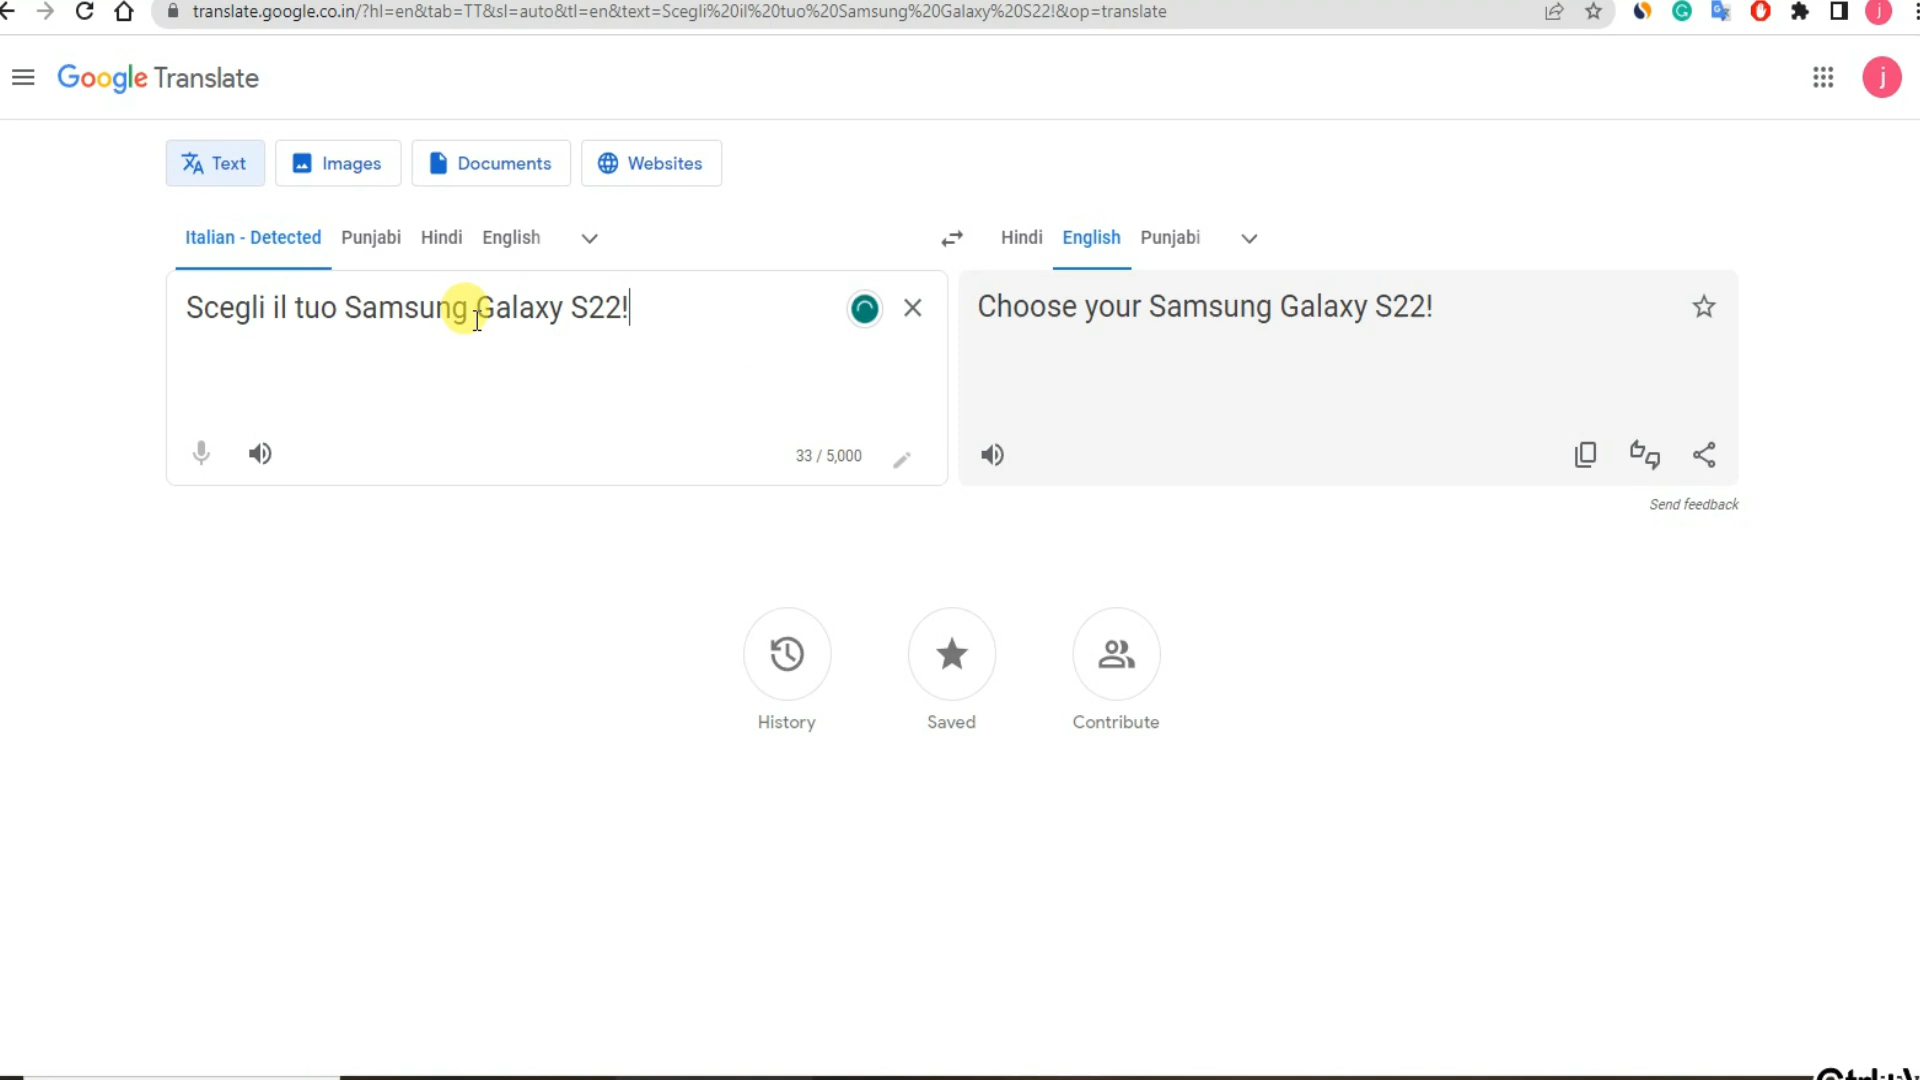 translate.google.co.in/?hl=en&tab=TT&sl=auto&tl=en&text=Scegli%20il%20tuo%20Samsung%20Galaxy%20S22!&op=translate
j
Google Translate
j
Text Images Documents Websites
Italian - Detected Punjabi Hindi English
Hindi English Punjabi
Scegli il tuo Samsung Galaxy S22!
Choose your Samsung Galaxy S22!
33 / 5,000
Send feedback
History Saved Contribute